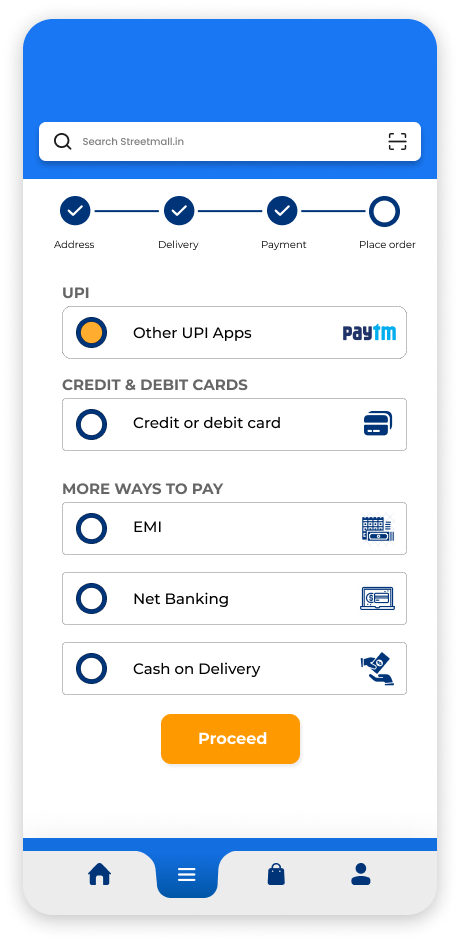 Search Streetmall.in
Address Delivery Payment Place order
UPI
Other UPI Apps paytm
CREDIT & DEBIT CARDS
Credit or debit card
MORE WAYS TO PAY
EMI
Net Banking
Cash on Delivery
Proceed